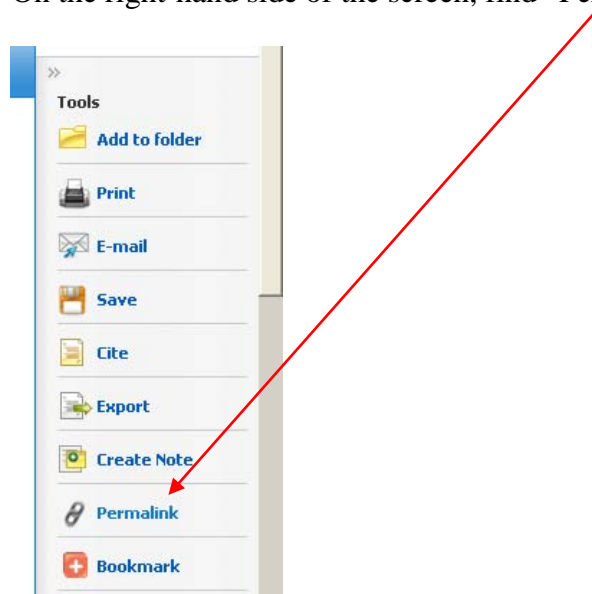 On the right-hand side of the screen, find
»
Tools
Add to folder
Print
E-mail
Save
Cite
Export
Create Note
Permalink
Bookmark